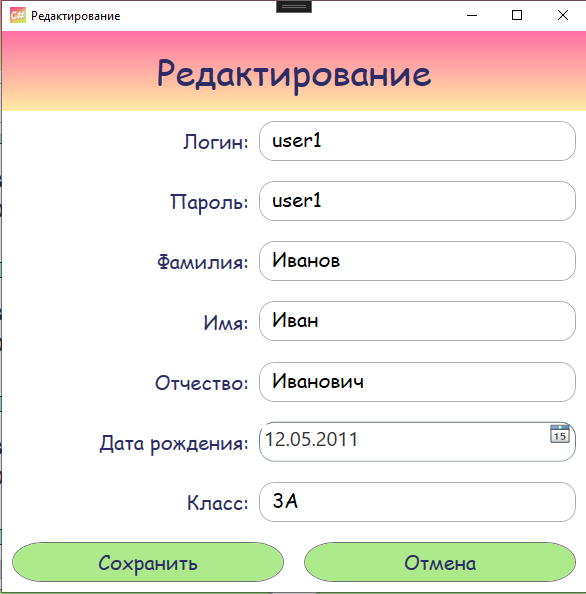 C# Редактирование
Редактирование
Логин: user1
Пароль: user1
Фамилия: Иванов
Имя: Иван
Отчество: Иванович
Дата рождения: 12.05.2011 15
Класс: 3А
Сохранить Отмена